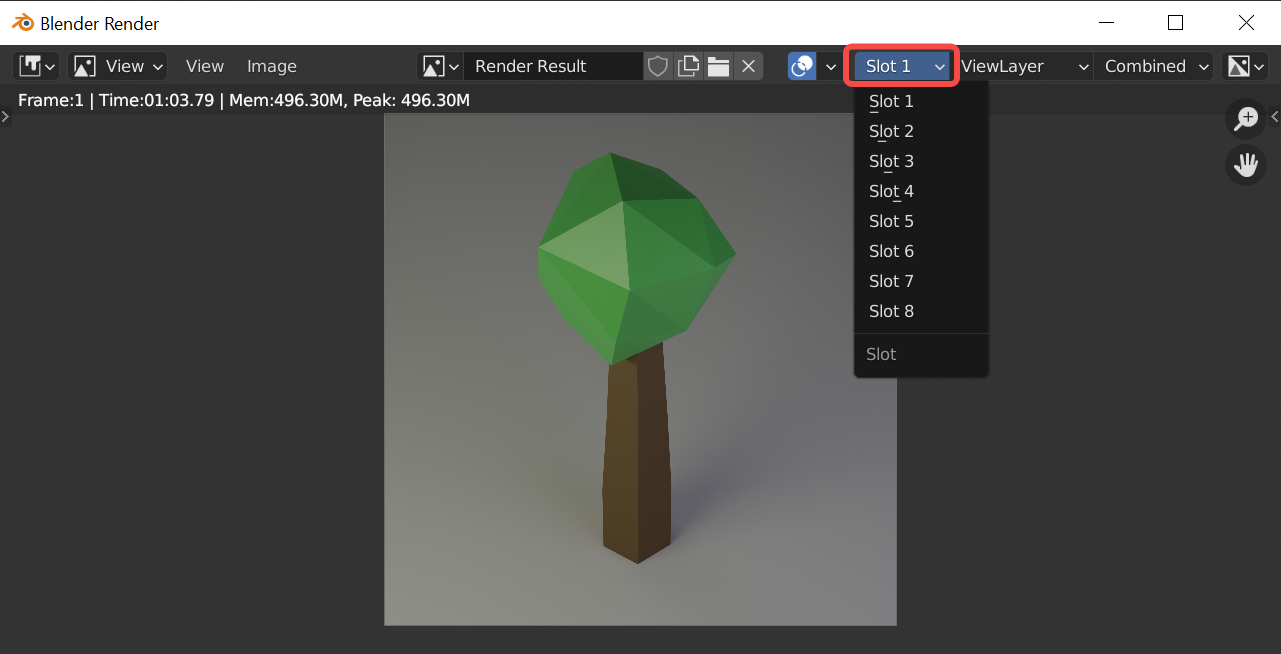 Blender Render
View View Image Render Result Slot 1 ViewLayer Combined
Frame:1 | Time:01:03.79 | Mem:496.30M, Peak: 496.30M
Slot 1
Slot 2
Slot 3
Slot 4
Slot 5
Slot 6
Slot 7
Slot 8
Slot